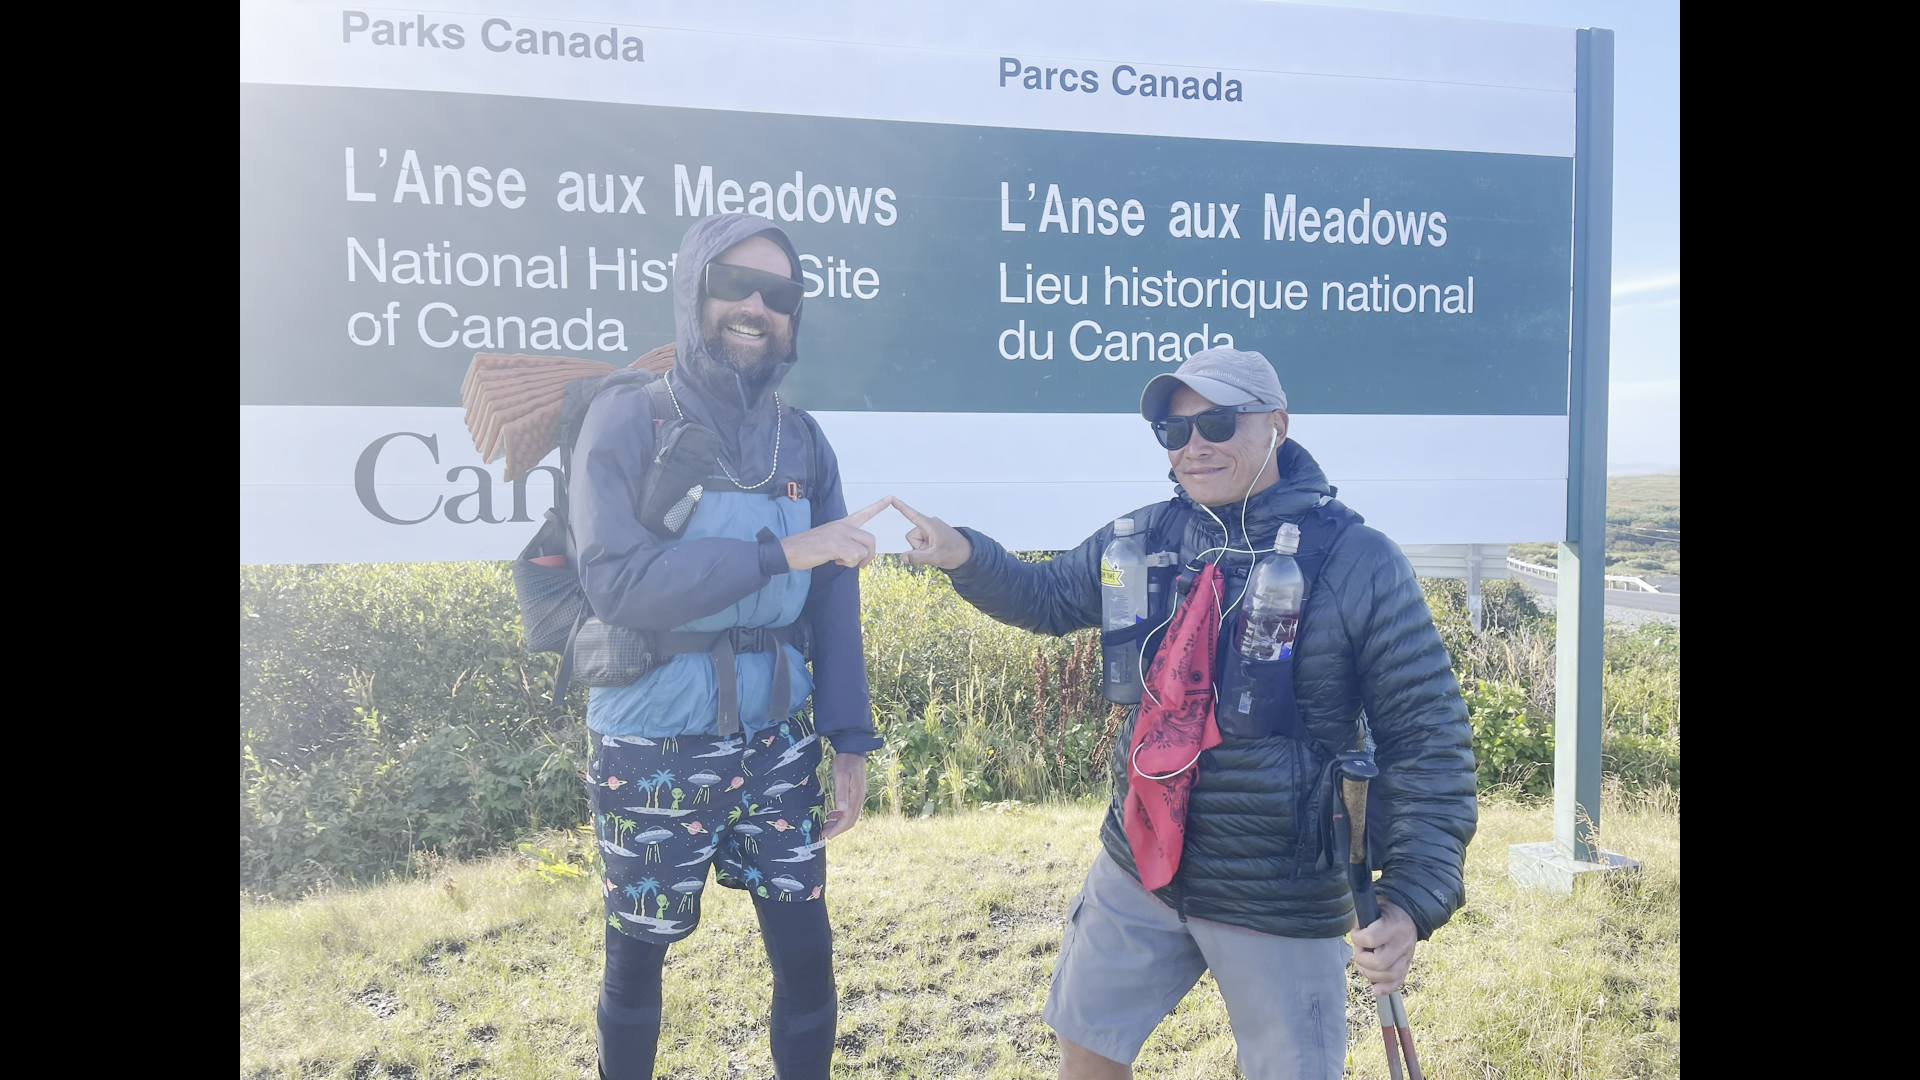 Parks Canada
Parcs Canada
L'Anse aux Meadows
National Site
of Canada
L'Anse aux Meadows
Lieu historique national
du Canada
Can
Columbia